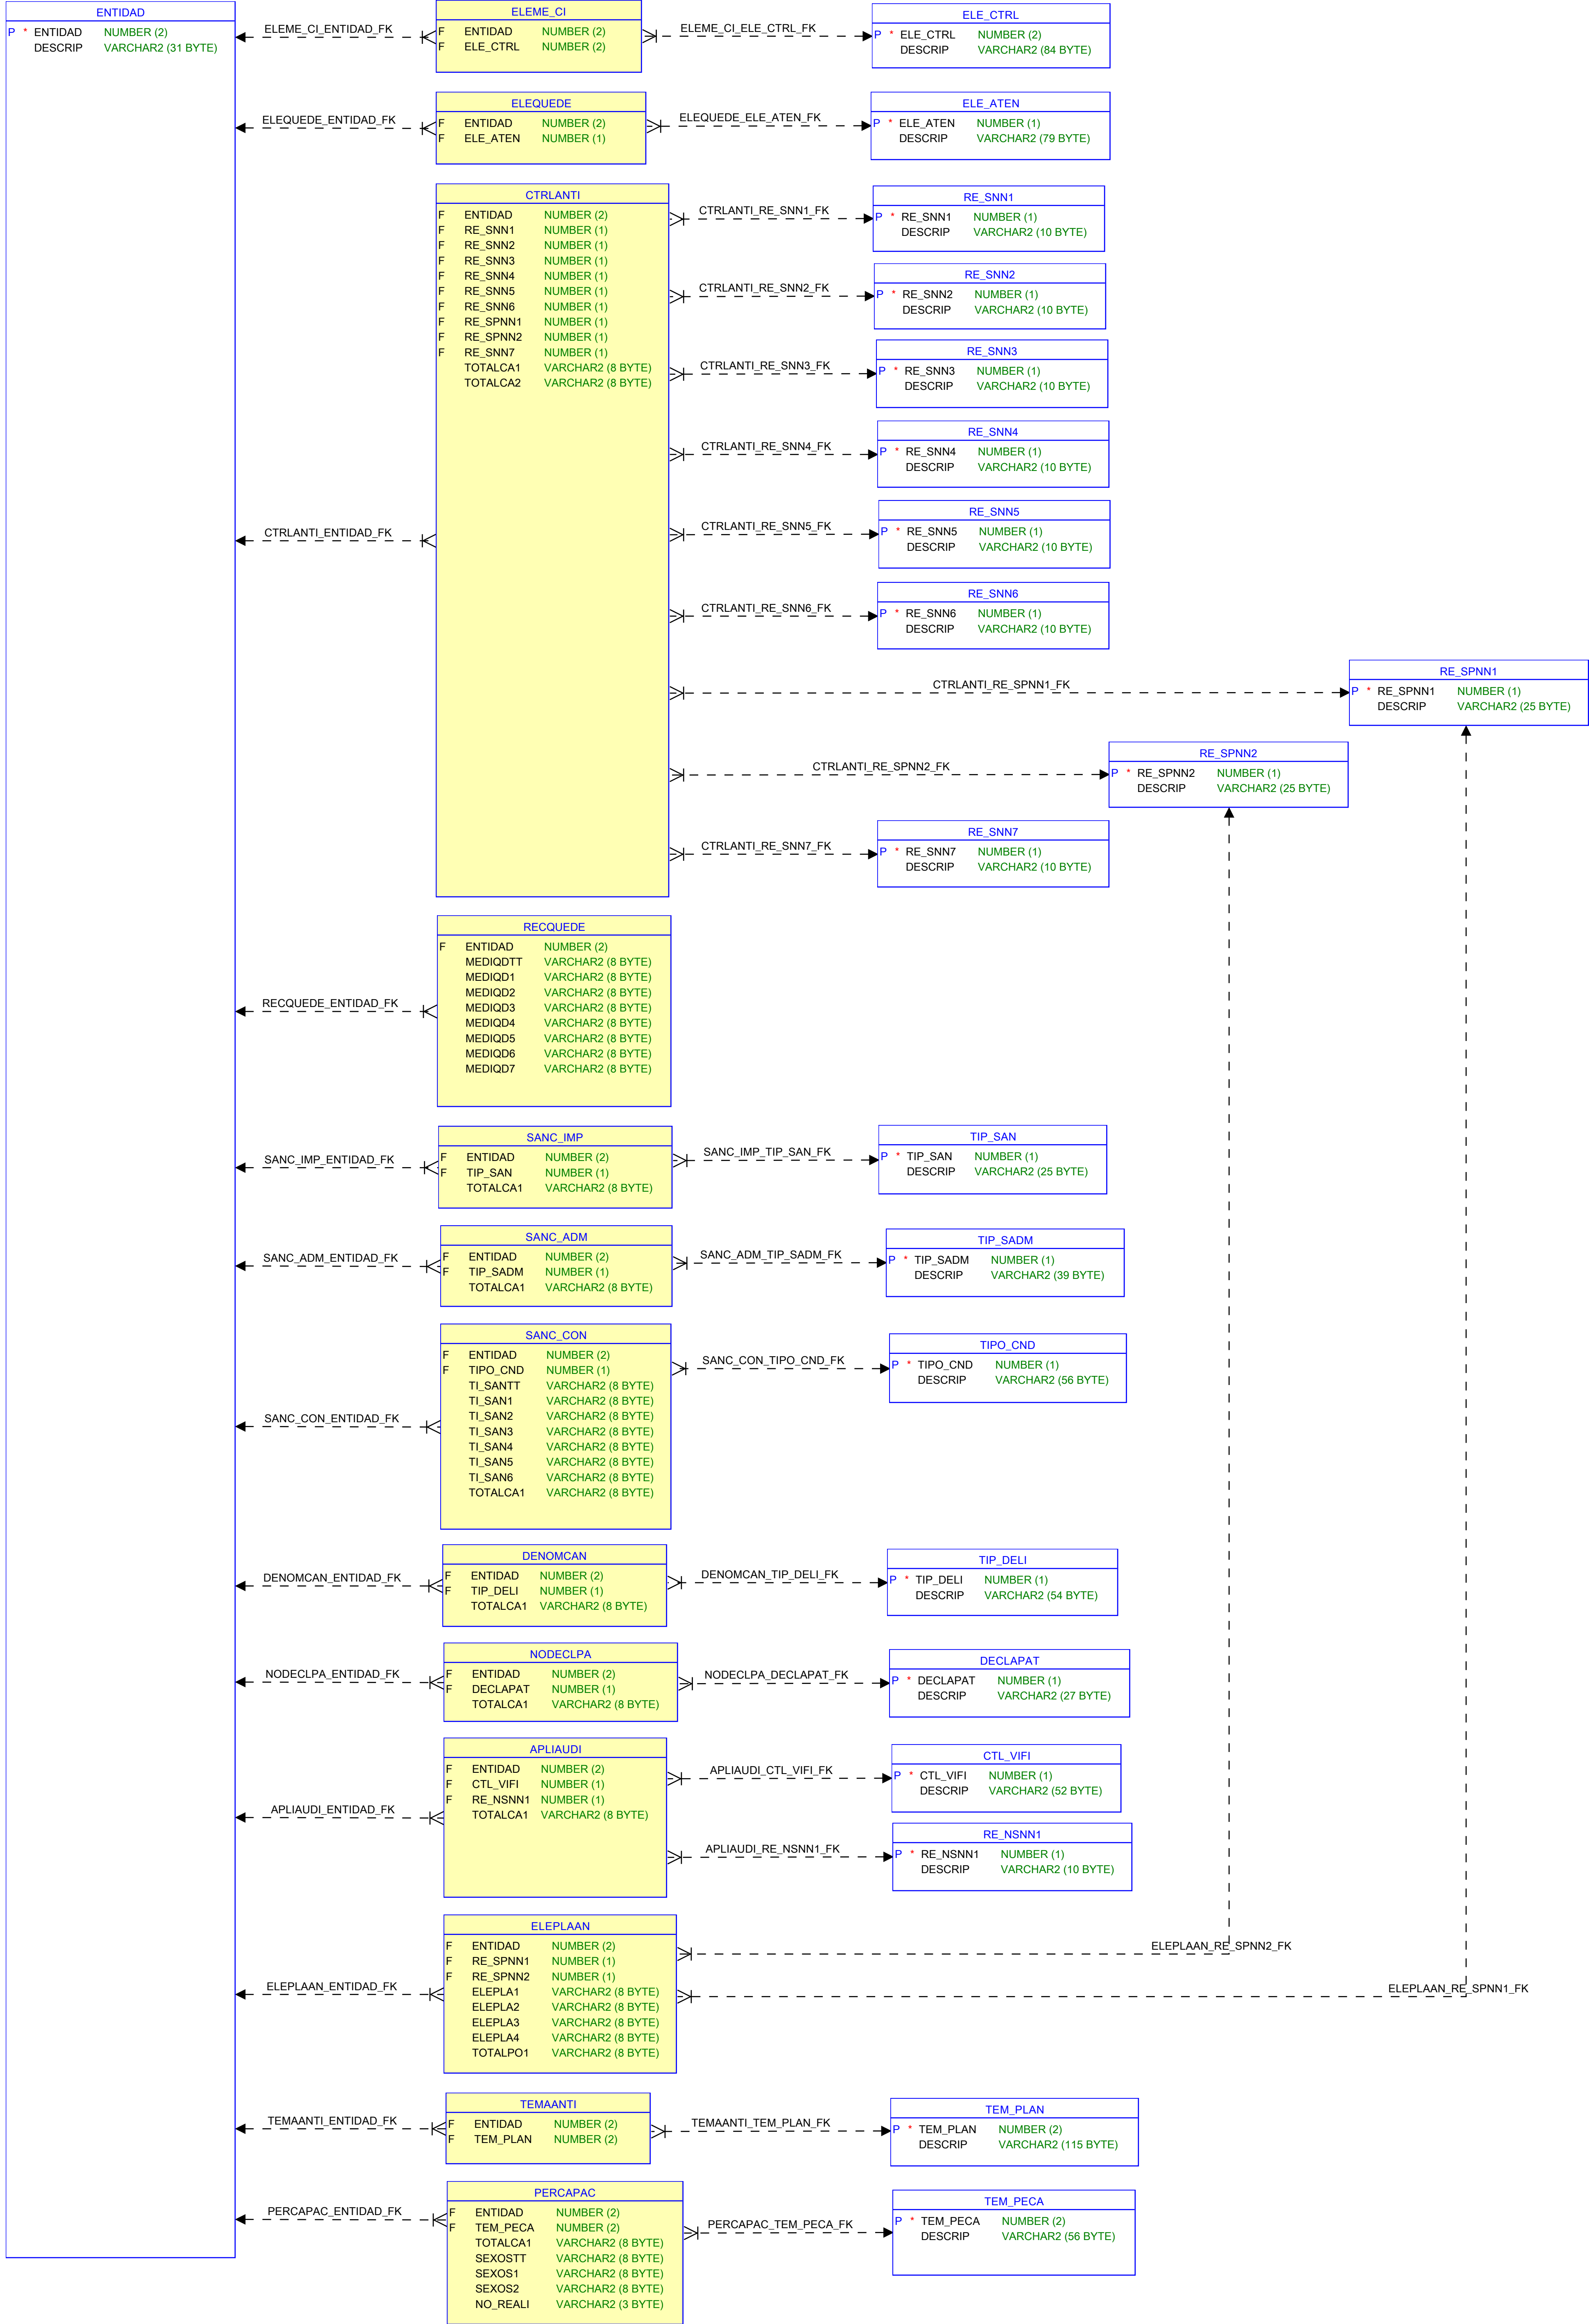 ENTIDAD
P * ENTIDAD NUMBER (2)
DESCRIP VARCHAR2 (31 BYTE)
ELEME_CI_ENTIDAD_FK
ELEME_CI
F ENTIDAD NUMBER (2)
F ELE_CTRL NUMBER (2)
ELEME_CI_ELE_CTRL_FK
ELE_CTRL
P * ELE_CTRL NUMBER (2)
DESCRIP VARCHAR2 (84 BYTE)
ELEQUEDE_ENTIDAD_FK
ELEQUEDE
F ENTIDAD NUMBER (2)
F ELE_ATEN NUMBER (1)
ELEQUEDE_ELE_ATEN_FK
ELE_ATEN
P * ELE_ATEN NUMBER (1)
DESCRIP VARCHAR2 (79 BYTE)
CTRLANTI_ENTIDAD_FK
CTRLANTI
F ENTIDAD NUMBER (2)
F RE_SNN1 NUMBER (1)
F RE_SNN2 NUMBER (1)
F RE_SNN3 NUMBER (1)
F RE_SNN4 NUMBER (1)
F RE_SNN5 NUMBER (1)
F RE_SNN6 NUMBER (1)
F RE_SPNN1 NUMBER (1)
F RE_SPNN2 NUMBER (1)
F RE_SNN7 NUMBER (1)
TOTALCA1 VARCHAR2 (8 BYTE)
TOTALCA2 VARCHAR2 (8 BYTE)
CTRLANTI_RE_SNN1_FK
RE_SNN1
P * RE_SNN1 NUMBER (1)
DESCRIP VARCHAR2 (10 BYTE)
CTRLANTI_RE_SNN2_FK
RE_SNN2
P * RE_SNN2 NUMBER (1)
DESCRIP VARCHAR2 (10 BYTE)
CTRLANTI_RE_SNN3_FK
RE_SNN3
P * RE_SNN3 NUMBER (1)
DESCRIP VARCHAR2 (10 BYTE)
CTRLANTI_RE_SNN4_FK
RE_SNN4
P * RE_SNN4 NUMBER (1)
DESCRIP VARCHAR2 (10 BYTE)
CTRLANTI_RE_SNN5_FK
RE_SNN5
P * RE_SNN5 NUMBER (1)
DESCRIP VARCHAR2 (10 BYTE)
CTRLANTI_RE_SNN6_FK
RE_SNN6
P * RE_SNN6 NUMBER (1)
DESCRIP VARCHAR2 (10 BYTE)
CTRLANTI_RE_SPNN1_FK
RE_SPNN1
P * RE_SPNN1 NUMBER (1)
DESCRIP VARCHAR2 (25 BYTE)
CTRLANTI_RE_SPNN2_FK
RE_SPNN2
P * RE_SPNN2 NUMBER (1)
DESCRIP VARCHAR2 (25 BYTE)
CTRLANTI_RE_SNN7_FK
RE_SNN7
P * RE_SNN7 NUMBER (1)
DESCRIP VARCHAR2 (10 BYTE)
RECQUEDE_ENTIDAD_FK
RECQUEDE
F ENTIDAD NUMBER (2)
MEDIQDTT VARCHAR2 (8 BYTE)
MEDIQD1 VARCHAR2 (8 BYTE)
MEDIQD2 VARCHAR2 (8 BYTE)
MEDIQD3 VARCHAR2 (8 BYTE)
MEDIQD4 VARCHAR2 (8 BYTE)
MEDIQD5 VARCHAR2 (8 BYTE)
MEDIQD6 VARCHAR2 (8 BYTE)
MEDIQD7 VARCHAR2 (8 BYTE)
SANC_IMP_ENTIDAD_FK
SANC_IMP
F ENTIDAD NUMBER (2)
F TIP_SAN NUMBER (1)
TOTALCA1 VARCHAR2 (8 BYTE)
SANC_IMP_TIP_SAN_FK
TIP_SAN
P * TIP_SAN NUMBER (1)
DESCRIP VARCHAR2 (25 BYTE)
SANC_ADM_ENTIDAD_FK
SANC_ADM
F ENTIDAD NUMBER (2)
F TIP_SADM NUMBER (1)
TOTALCA1 VARCHAR2 (8 BYTE)
SANC_ADM_TIP_SADM_FK
TIP_SADM
P * TIP_SADM NUMBER (1)
DESCRIP VARCHAR2 (39 BYTE)
SANC_CON_ENTIDAD_FK
SANC_CON
F ENTIDAD NUMBER (2)
F TIPO_CND NUMBER (1)
TI_SANTT VARCHAR2 (8 BYTE)
TI_SAN1 VARCHAR2 (8 BYTE)
TI_SAN2 VARCHAR2 (8 BYTE)
TI_SAN3 VARCHAR2 (8 BYTE)
TI_SAN4 VARCHAR2 (8 BYTE)
TI_SAN5 VARCHAR2 (8 BYTE)
TI_SAN6 VARCHAR2 (8 BYTE)
TOTALCA1 VARCHAR2 (8 BYTE)
SANC_CON_TIPO_CND_FK
TIPO_CND
P * TIPO_CND NUMBER (1)
DESCRIP VARCHAR2 (56 BYTE)
DENOMCAN_ENTIDAD_FK
DENOMCAN
F ENTIDAD NUMBER (2)
F TIP_DELI NUMBER (1)
TOTALCA1 VARCHAR2 (8 BYTE)
DENOMCAN_TIP_DELI_FK
TIP_DELI
P * TIP_DELI NUMBER (1)
DESCRIP VARCHAR2 (54 BYTE)
NODECLPA_ENTIDAD_FK
NODECLPA
F ENTIDAD NUMBER (2)
F DECLAPAT NUMBER (1)
TOTALCA1 VARCHAR2 (8 BYTE)
NODECLPA_DECLAPAT_FK
DECLAPAT
P * DECLAPAT NUMBER (1)
DESCRIP VARCHAR2 (27 BYTE)
APLIAUDI_ENTIDAD_FK
APLIAUDI
F ENTIDAD NUMBER (2)
F CTL_VIFI NUMBER (1)
F RE_NSNN1 NUMBER (1)
TOTALCA1 VARCHAR2 (8 BYTE)
APLIAUDI_CTL_VIFI_FK
CTL_VIFI
P * CTL_VIFI NUMBER (1)
DESCRIP VARCHAR2 (52 BYTE)
APLIAUDI_RE_NSNN1_FK
RE_NSNN1
P * RE_NSNN1 NUMBER (1)
DESCRIP VARCHAR2 (10 BYTE)
ELEPLAAN_ENTIDAD_FK
ELEPLAAN
F ENTIDAD NUMBER (2)
F RE_SPNN1 NUMBER (1)
F RE_SPNN2 NUMBER (1)
ELEPLA1 VARCHAR2 (8 BYTE)
ELEPLA2 VARCHAR2 (8 BYTE)
ELEPLA3 VARCHAR2 (8 BYTE)
ELEPLA4 VARCHAR2 (8 BYTE)
TOTALPO1 VARCHAR2 (8 BYTE)
ELEPLAAN_RE_SPNN2_FK
ELEPLAAN_RE_SPNN1_FK
TEMAANTI_ENTIDAD_FK
TEMAANTI
F ENTIDAD NUMBER (2)
F TEM_PLAN NUMBER (2)
TEMAANTI_TEM_PLAN_FK
TEM_PLAN
P * TEM_PLAN NUMBER (2)
DESCRIP VARCHAR2 (115 BYTE)
PERCAPAC_ENTIDAD_FK
PERCAPAC
F ENTIDAD NUMBER (2)
F TEM_PECA NUMBER (2)
TOTALCA1 VARCHAR2 (8 BYTE)
SEXOSTT VARCHAR2 (8 BYTE)
SEXOS1 VARCHAR2 (8 BYTE)
SEXOS2 VARCHAR2 (8 BYTE)
NO_REALI VARCHAR2 (3 BYTE)
PERCAPAC_TEM_PECA_FK
TEM_PECA
P * TEM_PECA NUMBER (2)
DESCRIP VARCHAR2 (56 BYTE)